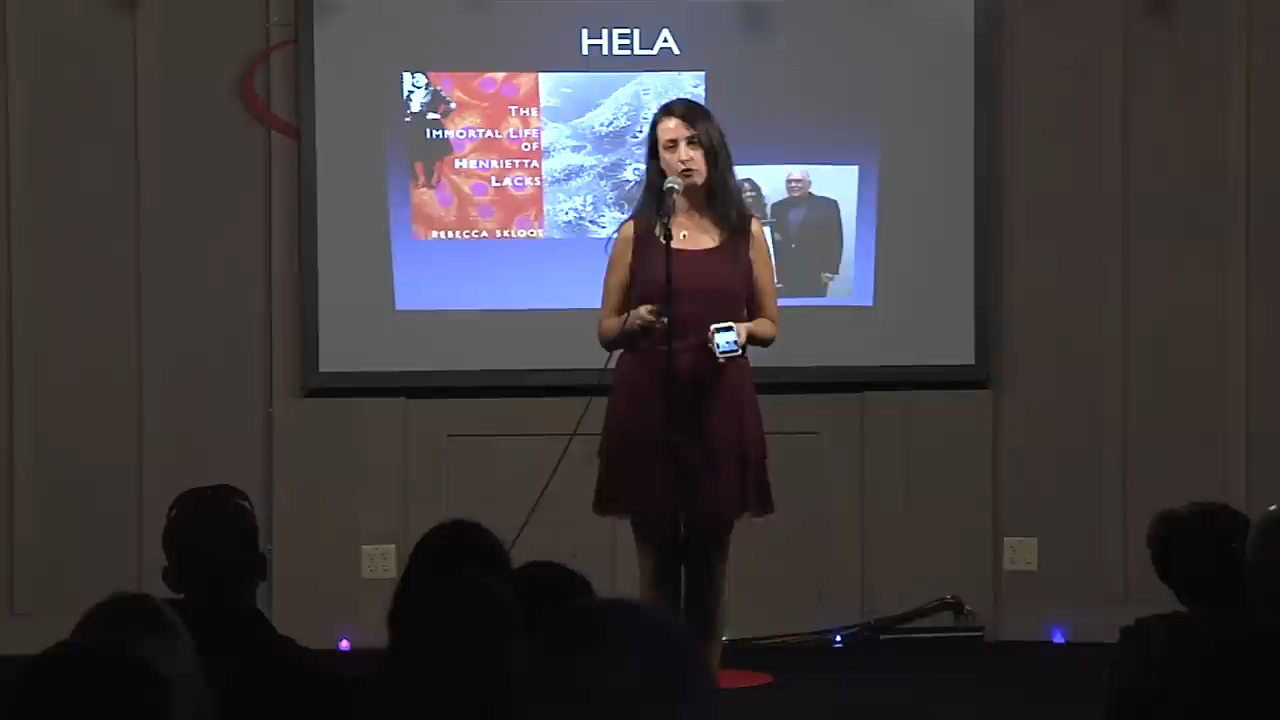 HELA
THE
IMMORTAL LIFE
OF
HENRIETTA
LACKS
REBECCA SKLOOT